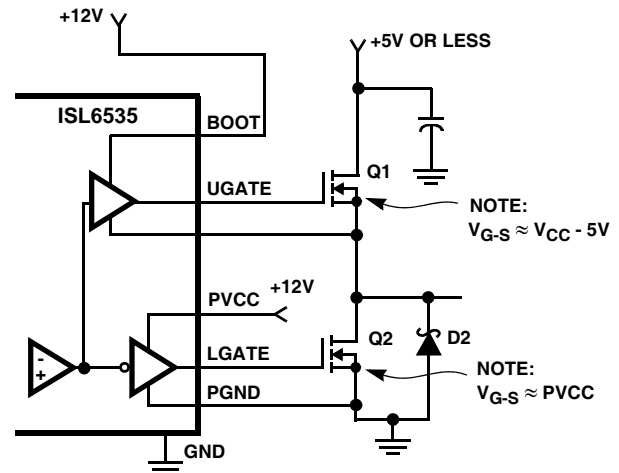 +12V
+5V OR LESS
ISL6535
BOOT
Q1
UGATE
NOTE:
VG-S ≈ VCC - 5V
+12V
PVCC
Q2
D2
LGATE
-
+
NOTE:
VG-S ≈ PVCC
PGND
GND